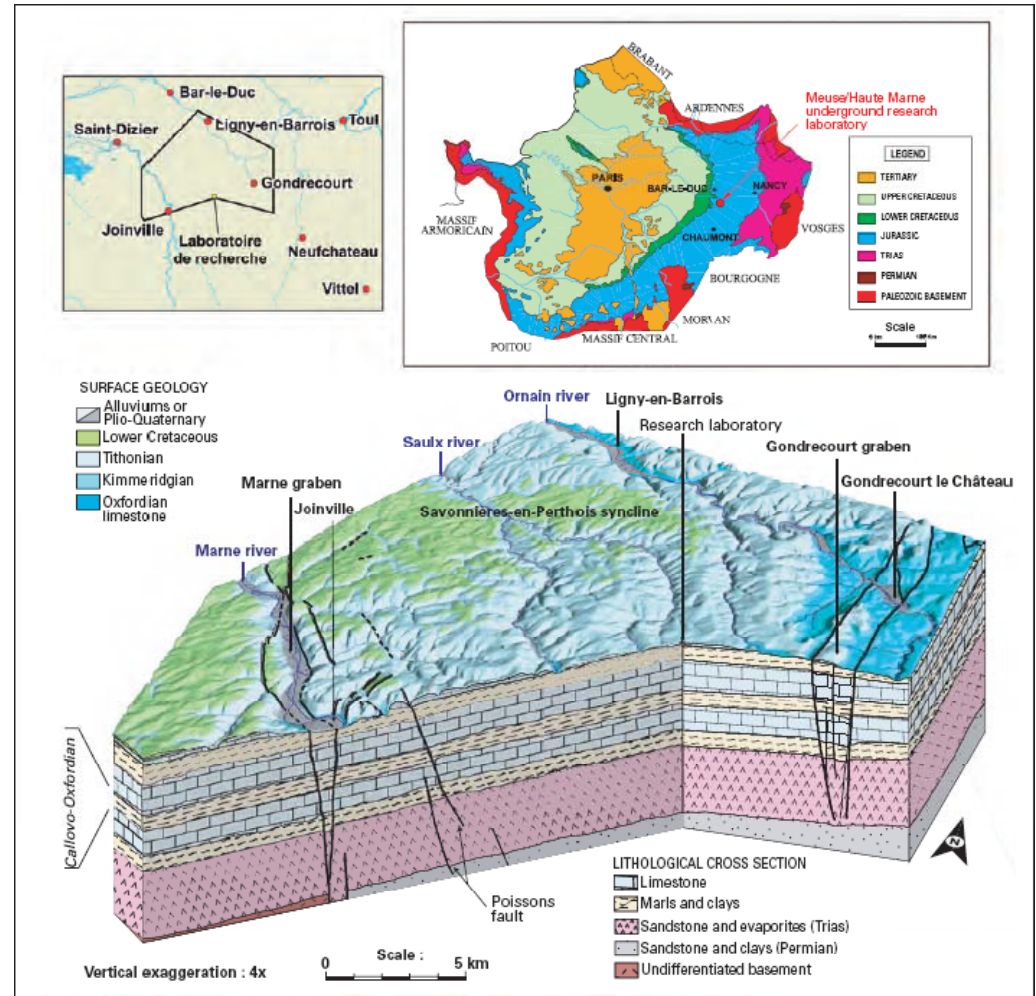 Bar-le-Duc
Saint-Dizier
Ligny-en-Barrois
Toul
Gondrecourt
Joinville
Laboratoire
de recherche
Neufchateau
Vittel
BRABANT
ARDENNES
Meuse/Haute Marne
underground research
laboratory
PARIS
BAR-LE-DUC
NANCY
MASSIF
ARMORICAIN
CHAUMONT
VOSGES
BOURGOGNE
MORVAN
MASSIF CENTRAL
POITOU
LEGEND
TERTIARY
UPPER CRETACEOUS
LOWER CRETACEOUS
JURASSIC
TRIAS
PERMIAN
PALEOZOIC BASEMENT
Scale
SURFACE GEOLOGY
Alluviums or
Plio-Quaternary
Lower Cretaceous
Tithonian
Kimmeridgian
Oxfordian
limestone
Ornain river
Ligny-en-Barrois
Research laboratory
Saulx river
Gondrecourt graben
Marne graben
Gondrecourt le Château
Joinville
Savonnières-en-Perthois syncline
Marne river
Callovo-Oxfordian
N
Poissons
fault
LITHOLOGICAL CROSS SECTION
Limestone
Marls and clays
Sandstone and evaporites (Trias)
Sandstone and clays (Permian)
Undifferentiated basement
Vertical exaggeration : 4x
Scale :
0 5 km